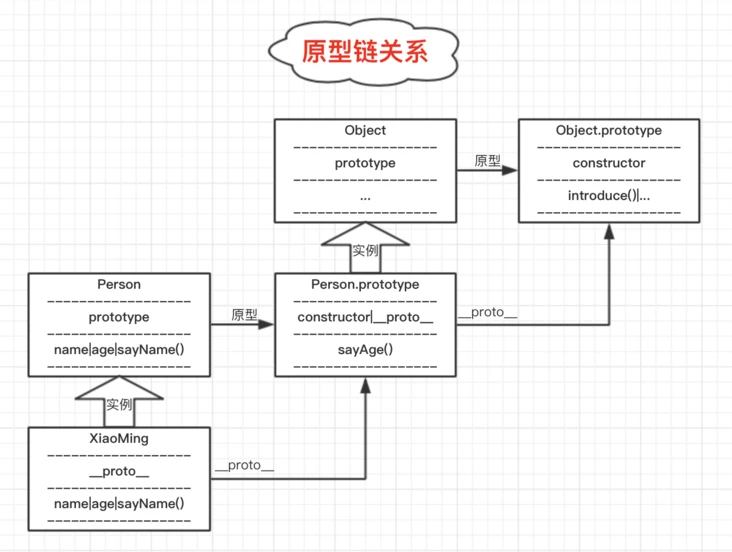 原型链关系
Object
prototype
...
原型
Object.prototype
constructor
introduce()|...
实例
Person
prototype
name|age|sayName()
原型
Person.prototype
constructor|__proto__
sayAge()
__proto__
实例
XiaoMing
__proto__
name|age|sayName()
__proto__